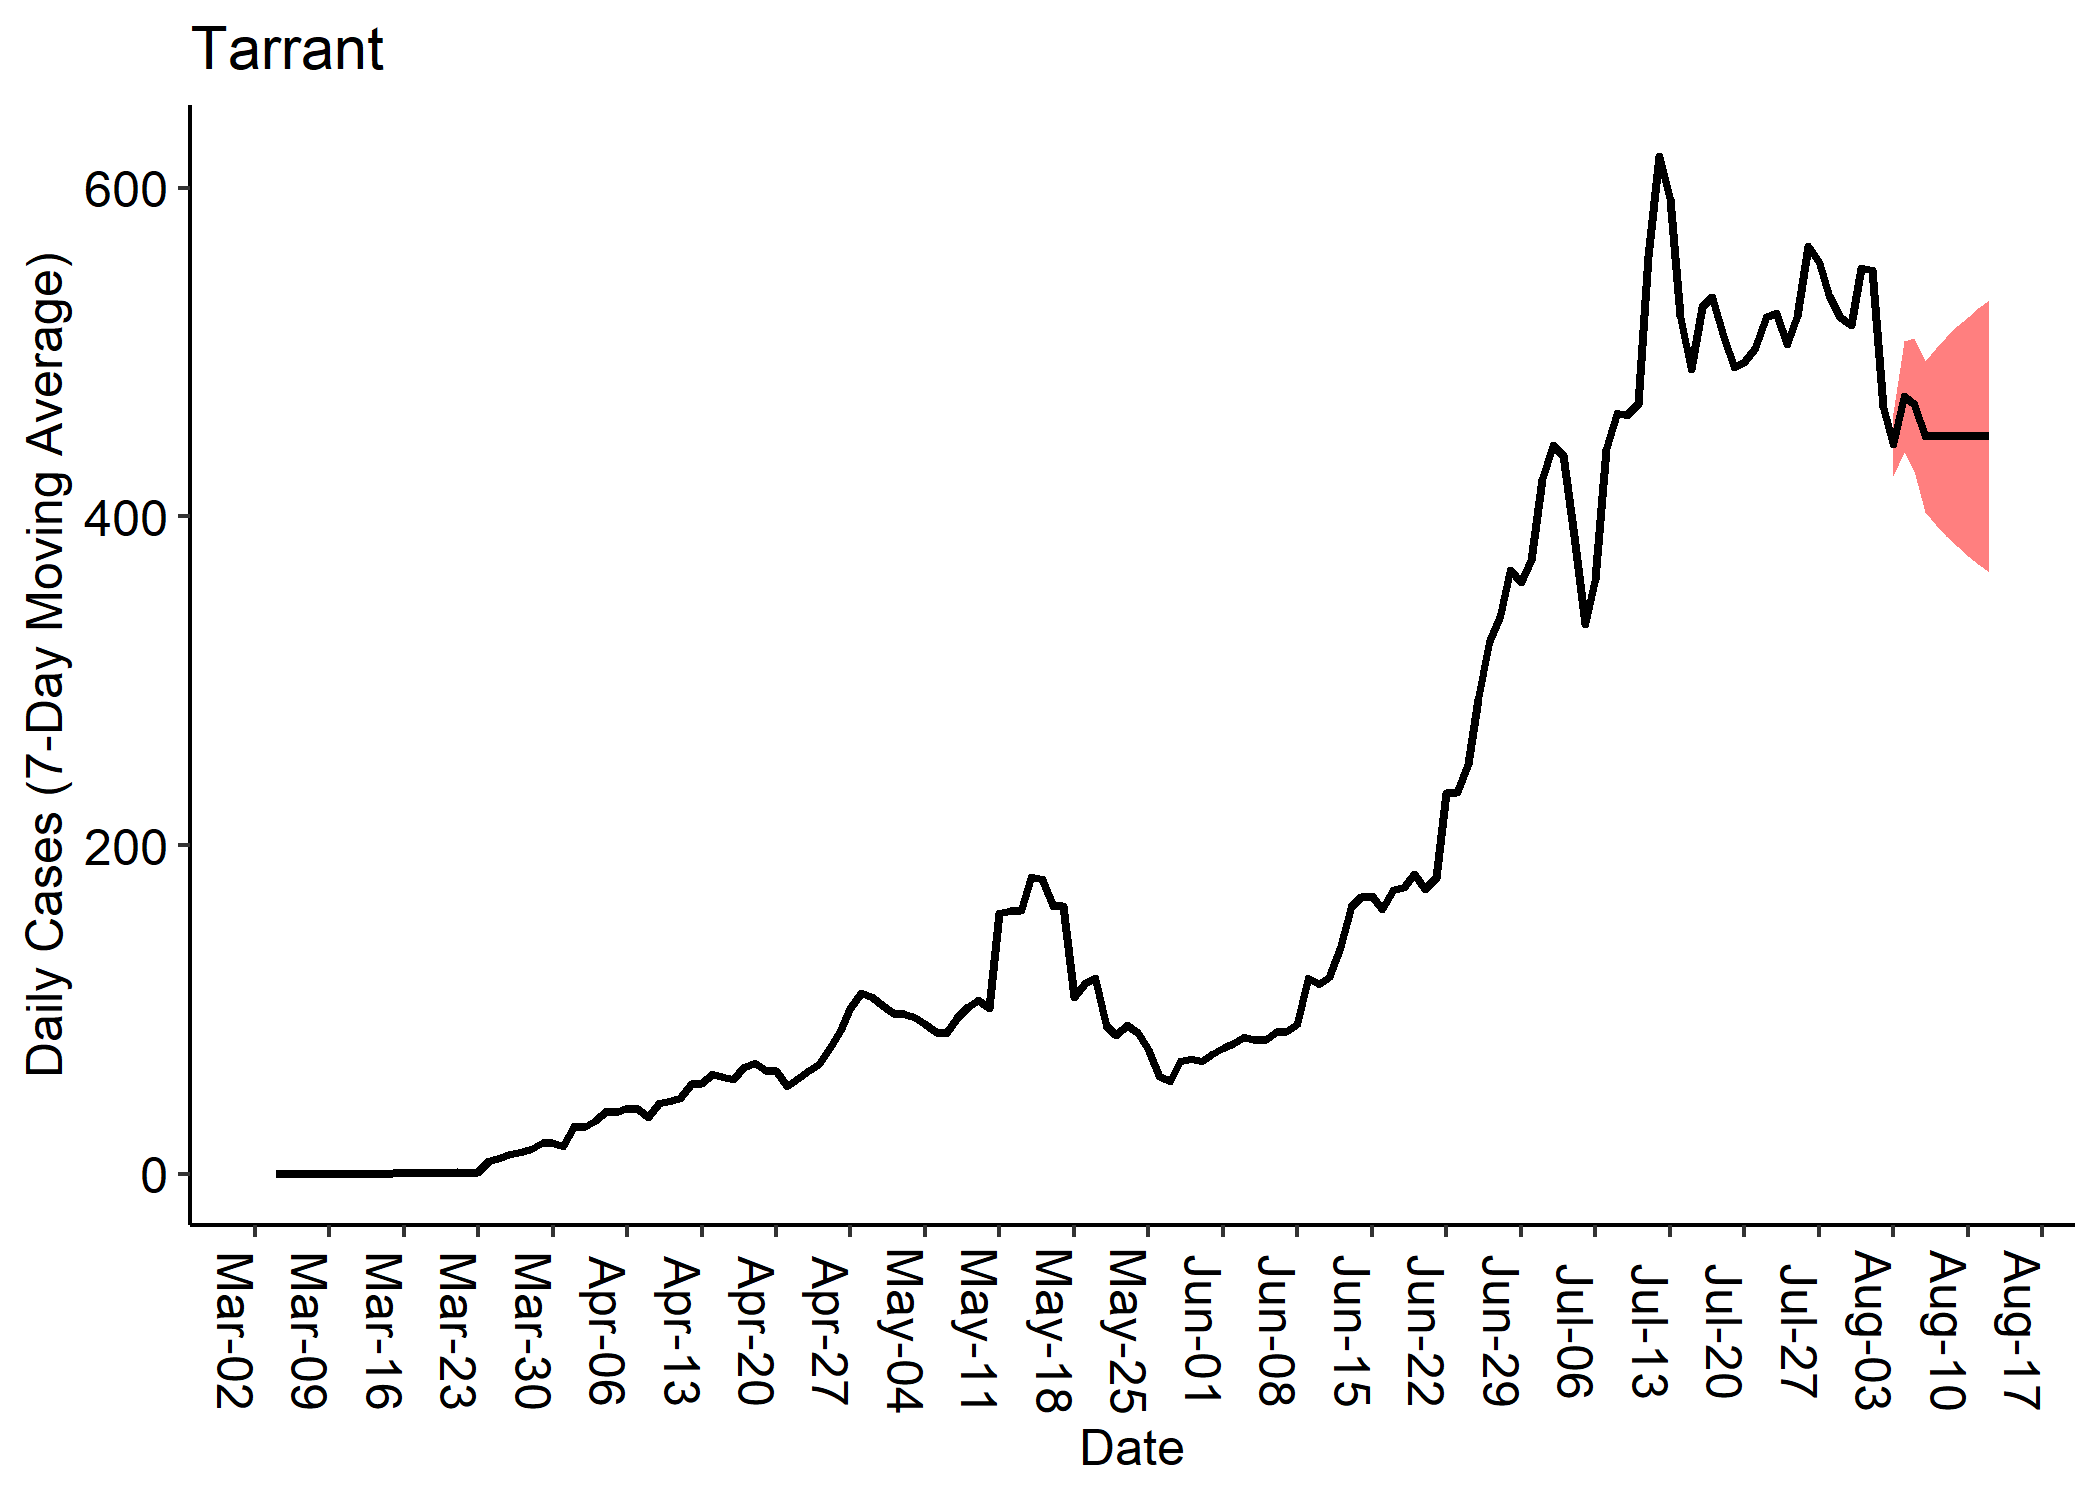 Tarrant
Daily Cases (7-Day Moving Average)
600
400
200
0
Mar-02
Mar-09
Mar-16
Mar-23
Mar-30
Apr-06
Apr-13
Apr-20
Apr-27
May-04
May-11
May-18
May-25
Jun-01
Jun-08
Jun-15
Jun-22
Jun-29
Jul-06
Jul-13
Jul-20
Jul-27
Aug-03
Aug-10
Aug-17
Date